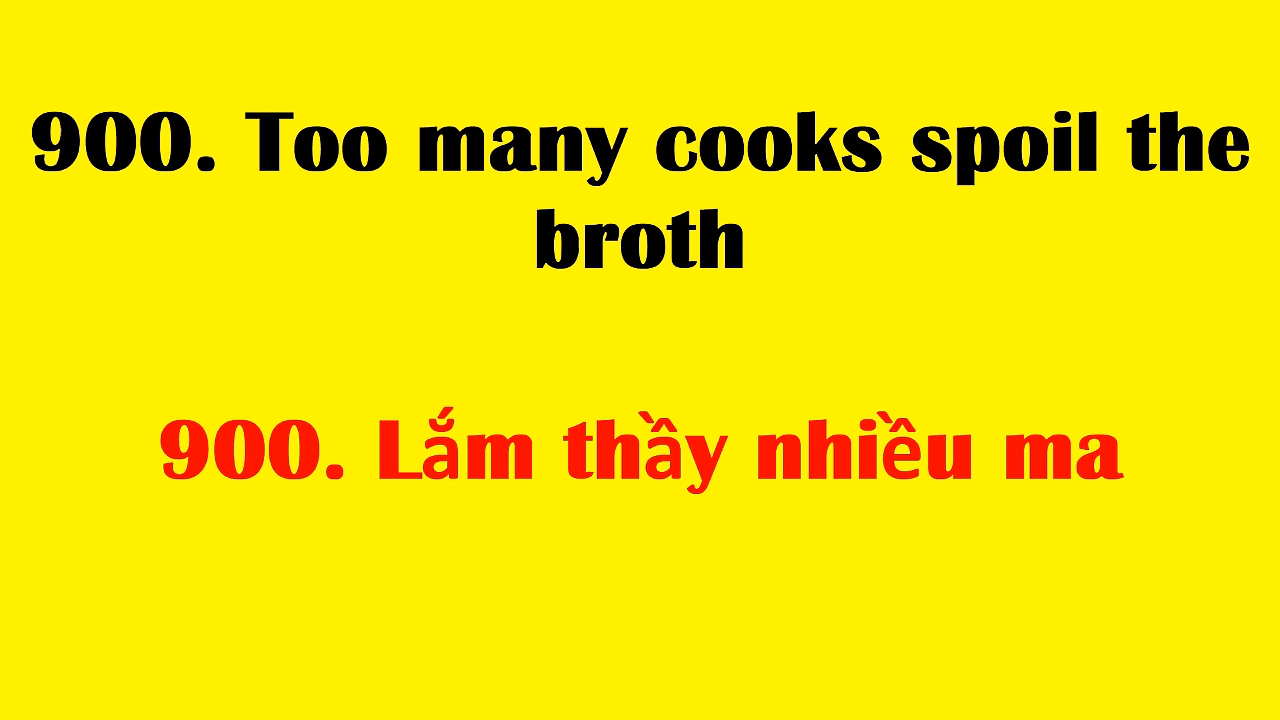 900. Too many cooks spoil the
broth
900. Lắm thầy nhiều ma